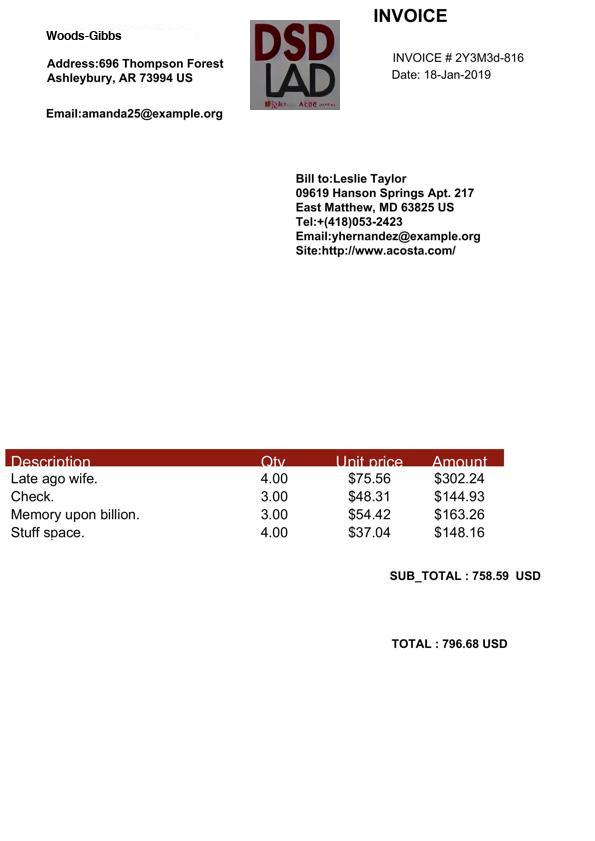 INVOICE
Woods-Gibbs
DSD
LAD
INVOICE # 2Y3M3d-816
Date: 18-Jan-2019
Address:696 Thompson Forest
Ashleybury, AR 73994 US
Email:amanda25@example.org
Bill to:Leslie Taylor
09619 Hanson Springs Apt. 217
East Matthew, MD 63825 US
Tel:+(418)053-2423
Email:yhernandez@example.org
Site:http://www.acosta.com/
Description Qty Unit price Amount
Late ago wife. 4.00 $75.56 $302.24
Check. 3.00 $48.31 $144.93
Memory upon billion. 3.00 $54.42 $163.26
Stuff space. 4.00 $37.04 $148.16
SUB_TOTAL : 758.59 USD
TOTAL : 796.68 USD